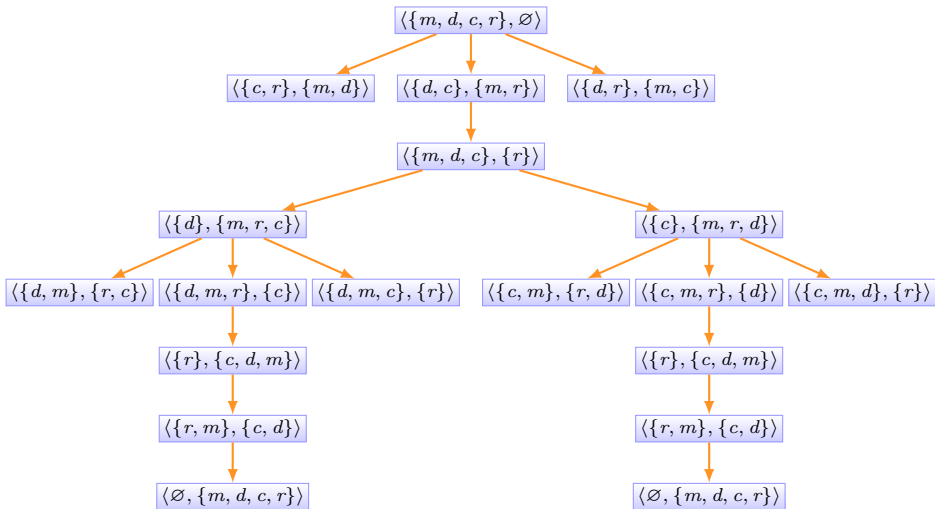 ⟨{m, d, c, r}, ∅⟩
⟨{c, r}, {m, d}⟩ ⟨{d, c}, {m, r}⟩ ⟨{d, r}, {m, c}⟩
⟨{m, d, c}, {r}⟩
⟨{d}, {m, r, c}⟩ ⟨{c}, {m, r, d}⟩
⟨{d, m}, {r, c}⟩ ⟨{d, m, r}, {c}⟩ ⟨{d, m, c}, {r}⟩ ⟨{c, m}, {r, d}⟩ ⟨{c, m, r}, {d}⟩ ⟨{c, m, d}, {r}⟩
⟨{r}, {c, d, m}⟩ ⟨{r}, {c, d, m}⟩
⟨{r, m}, {c, d}⟩ ⟨{r, m}, {c, d}⟩
⟨∅, {m, d, c, r}⟩ ⟨∅, {m, d, c, r}⟩